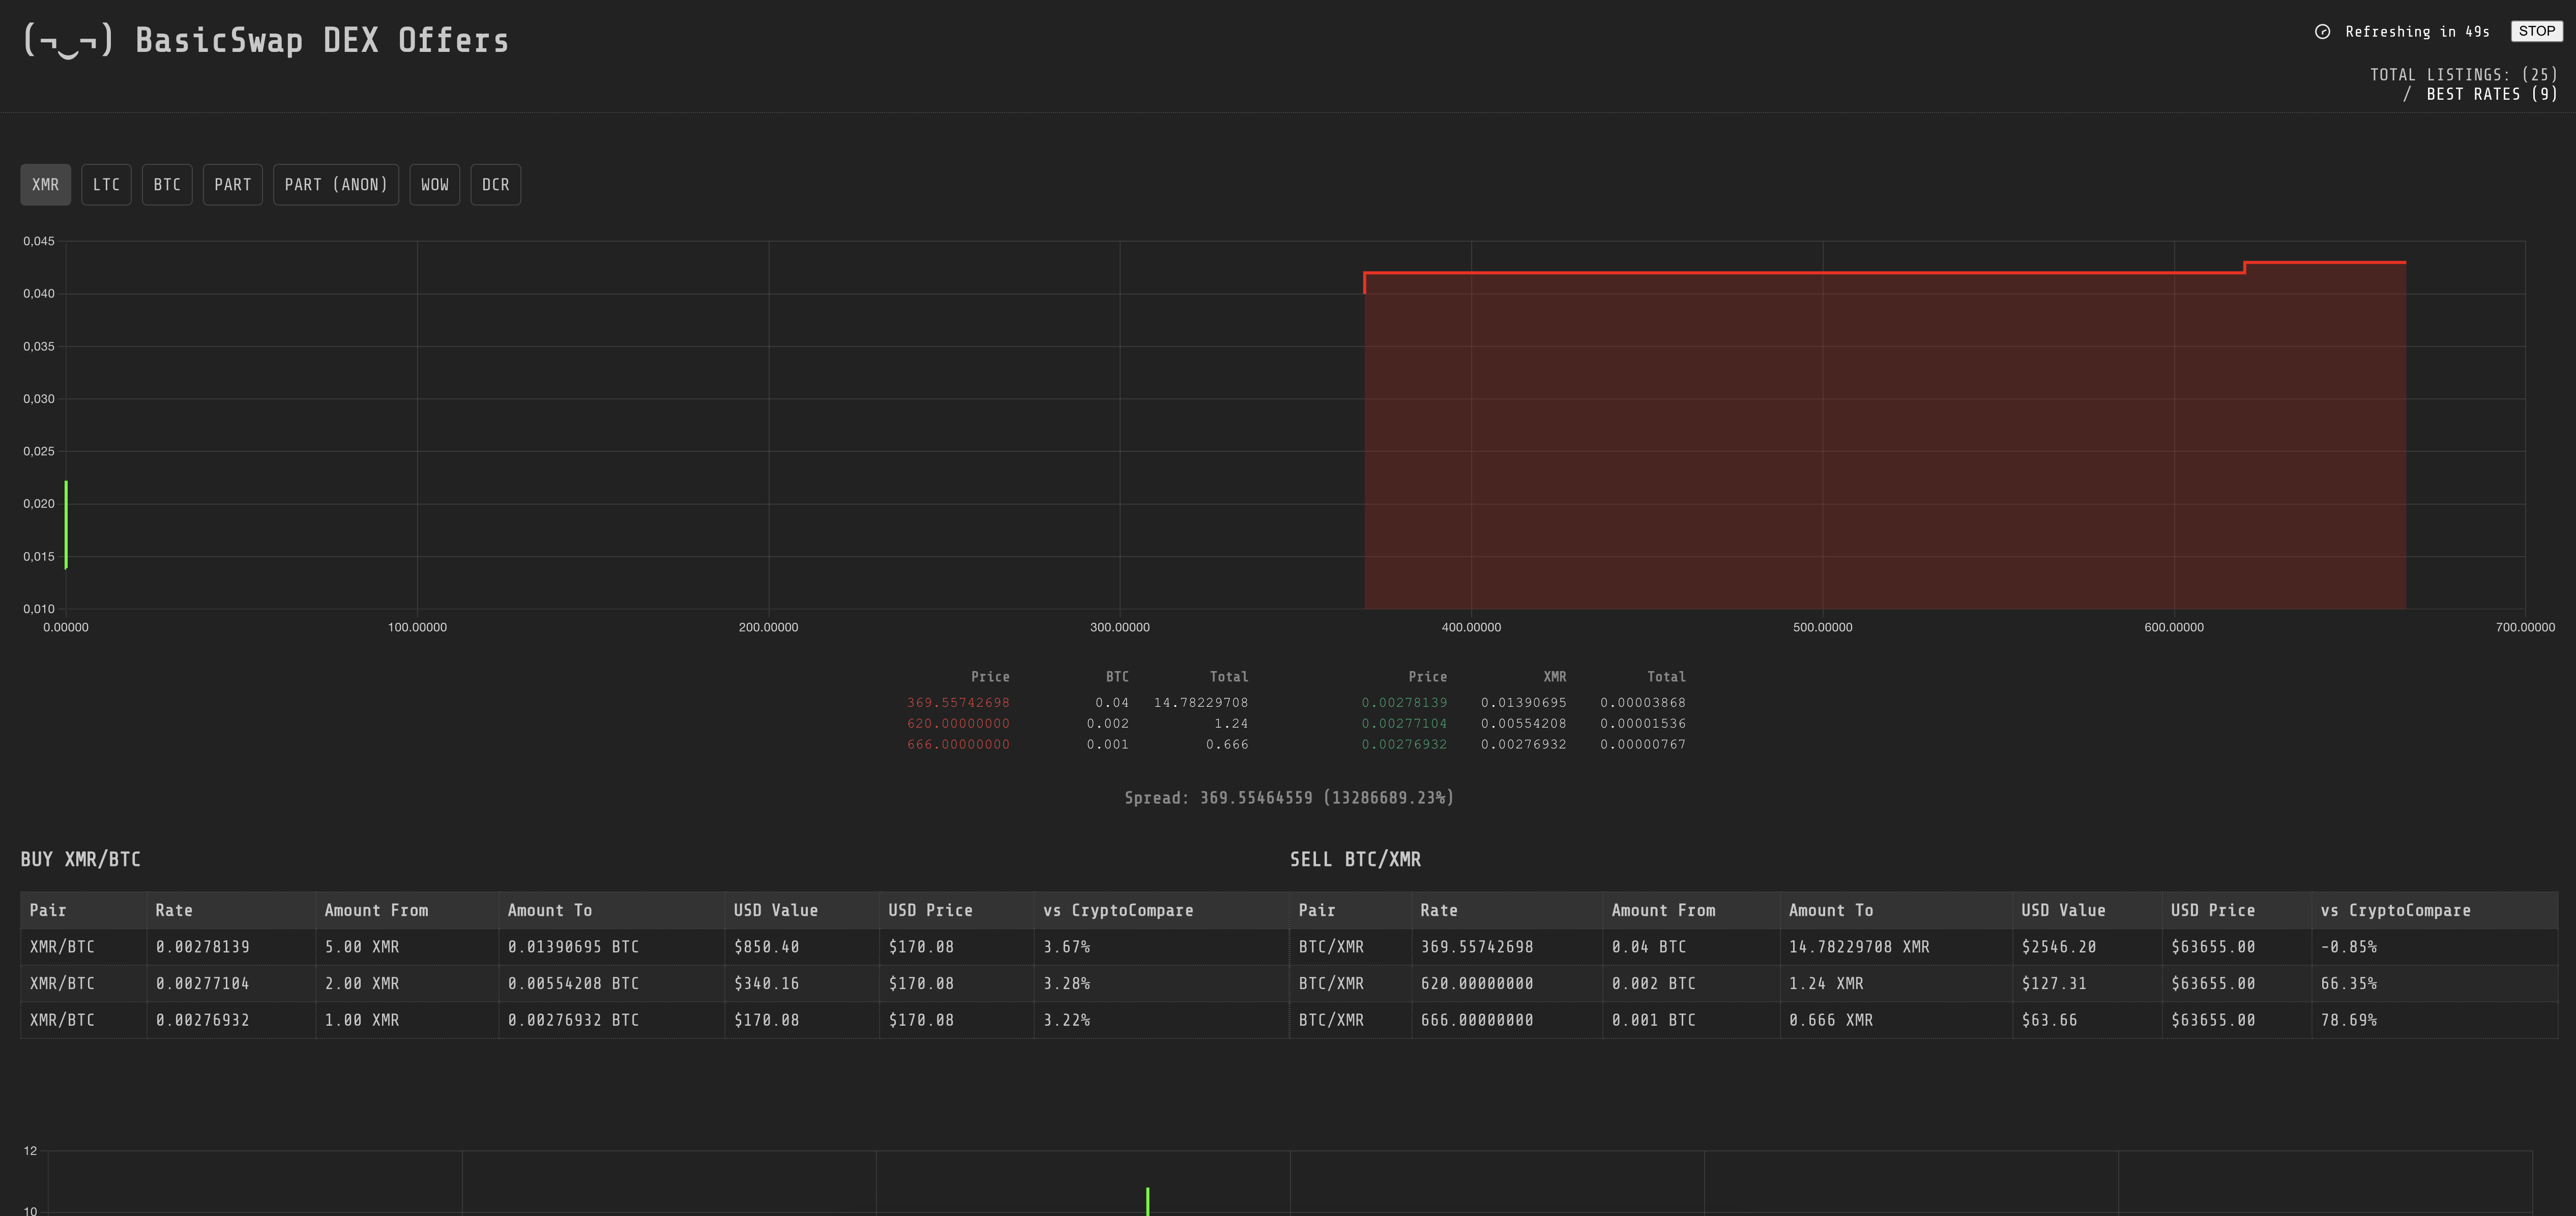 (¬‿¬) BasicSwap DEX Offers
Refreshing in 49s STOP
TOTAL LISTINGS: (25)
/ BEST RATES (9)
XMR LTC BTC PART PART (ANON) WOW DCR
0,045
0,040
0,035
0,030
0,025
0,020
0,015
0,010
0.00000 100.00000 200.00000 300.00000 400.00000 500.00000 600.00000 700.00000
Price BTC Total Price XMR Total
369.55742698 0.04 14.78229708 0.00278139 0.01390695 0.00003868
620.00000000 0.002 1.24 0.00277104 0.00554208 0.00001536
666.00000000 0.001 0.666 0.00276932 0.00276932 0.00000767
Spread: 369.55464559 (13286689.23%)
BUY XMR/BTC SELL BTC/XMR
Pair Rate Amount From Amount To USD Value USD Price vs CryptoCompare Pair Rate Amount From Amount To USD Value USD Price vs CryptoCompare
XMR/BTC 0.00278139 5.00 XMR 0.01390695 BTC $850.40 $170.08 3.67% BTC/XMR 369.55742698 0.04 BTC 14.78229708 XMR $2546.20 $63655.00 -0.85%
XMR/BTC 0.00277104 2.00 XMR 0.00554208 BTC $340.16 $170.08 3.28% BTC/XMR 620.00000000 0.002 BTC 1.24 XMR $127.31 $63655.00 66.35%
XMR/BTC 0.00276932 1.00 XMR 0.00276932 BTC $170.08 $170.08 3.22% BTC/XMR 666.00000000 0.001 BTC 0.666 XMR $63.66 $63655.00 78.69%
12
10